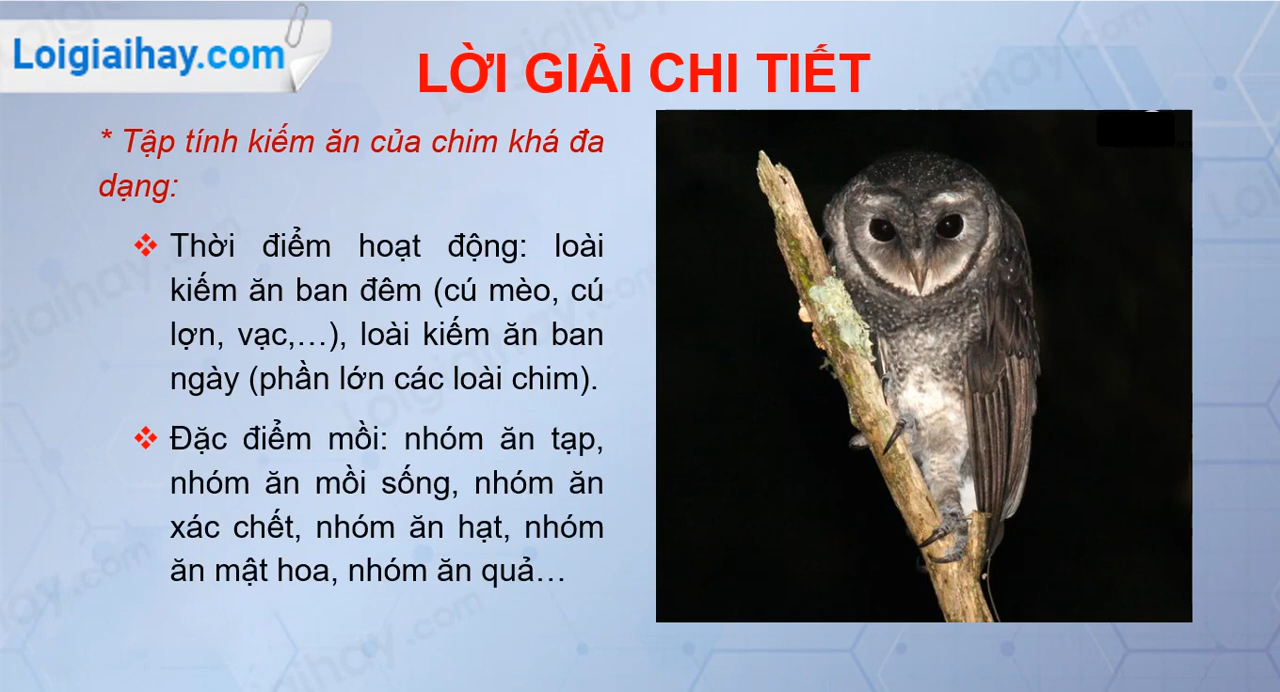 Loigiaihay.com
LỜI GIẢI CHI TIẾT
* Tập tính kiếm ăn của chim khá đa
dạng:
❖ Thời điểm hoạt động: loài
kiếm ăn ban đêm (cú mèo, cú
lợn, vạc,…), loài kiếm ăn ban
ngày (phần lớn các loài chim).
❖ Đặc điểm mồi: nhóm ăn tạp,
nhóm ăn mồi sống, nhóm ăn
xác chết, nhóm ăn hạt, nhóm
ăn mật hoa, nhóm ăn quả…